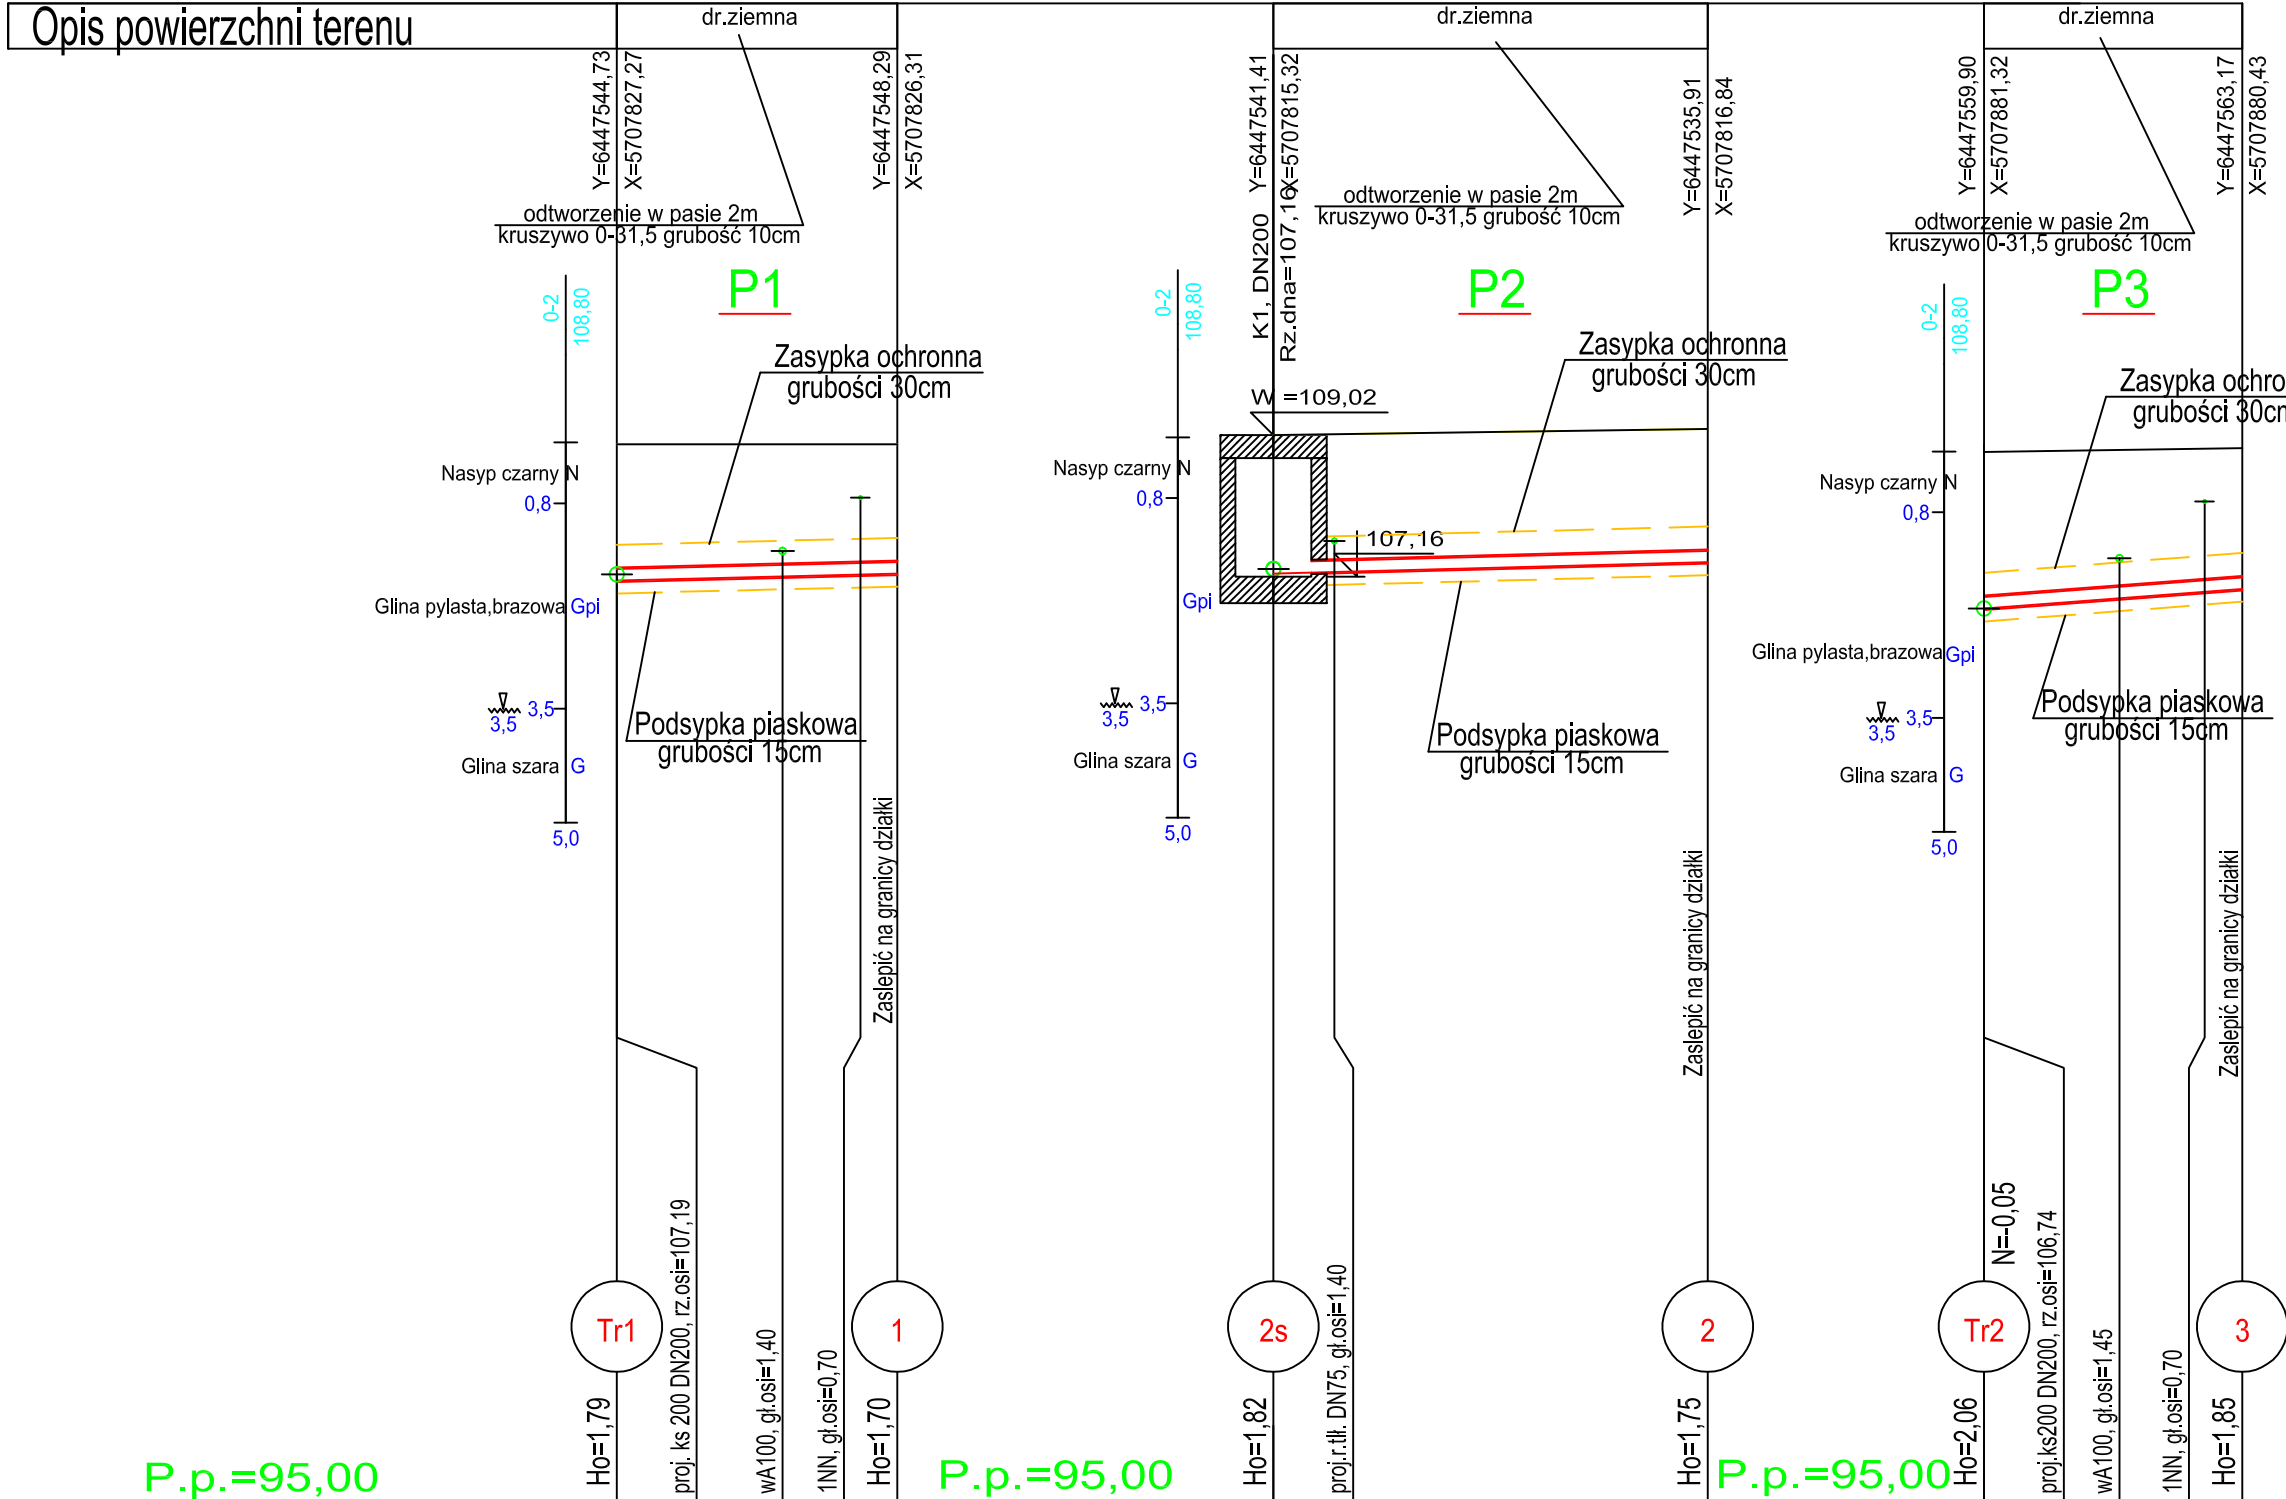 Opis powierzchni terenu
dr.ziemna
dr.ziemna
dr.ziemna
Y=6447544,73
X=5707827,27
Y=6447548,29
X=5707826,31
K1, DN200 Y=6447541,41
Rz.dna=107,16
X=5707815,32
Y=6447535,91
X=5707816,84
Y=6447559,90
X=5707881,32
Y=6447563,17
X=5707880,43
odtworzenie w pasie 2m
kruszywo 0-31,5 grubość 10cm
odtworzenie w pasie 2m
kruszywo 0-31,5 grubość 10cm
odtworzenie w pasie 2m
kruszywo 0-31,5 grubość 10cm
P1
P2
P3
0-2
108,80
0-2
108,80
0-2
108,80
Zasypka ochronna
grubości 30cm
Zasypka ochronna
grubości 30cm
Zasypka ochro
grubości 30cm
W =109,02
107,16
Nasyp czarny N
0,8
Glina pylasta,brazowa Gpi
3,5
3,5
Glina szara G
5,0
Nasyp czarny N
0,8
Gpi
3,5
3,5
Glina szara G
5,0
Nasyp czarny N
0,8
Glina pylasta,brazowa Gpi
3,5
3,5
Glina szara G
5,0
Podsypka piaskowa
grubości 15cm
Podsypka piaskowa
grubości 15cm
Podsypka piaskowa
grubości 15cm
Zaslepić na granicy działki
Zaslepić na granicy działki
Zaslepić na granicy działki
N=-0,05
Tr1
1
2s
2
Tr2
3
Ho=1,79
proj. ks 200 DN200, rz.osi=107,19
wA100, gł.osi=1,40
1NN, gł.osi=0,70
Ho=1,70
Ho=1,82
proj.r.tł. DN75, gł.osi=1,40
Ho=1,75
Ho=2,06
proj.ks200 DN200, rz.osi=106,74
wA100, gł.osi=1,45
1NN, gł.osi=0,70
Ho=1,85
P.p.=95,00
P.p.=95,00
P.p.=95,00